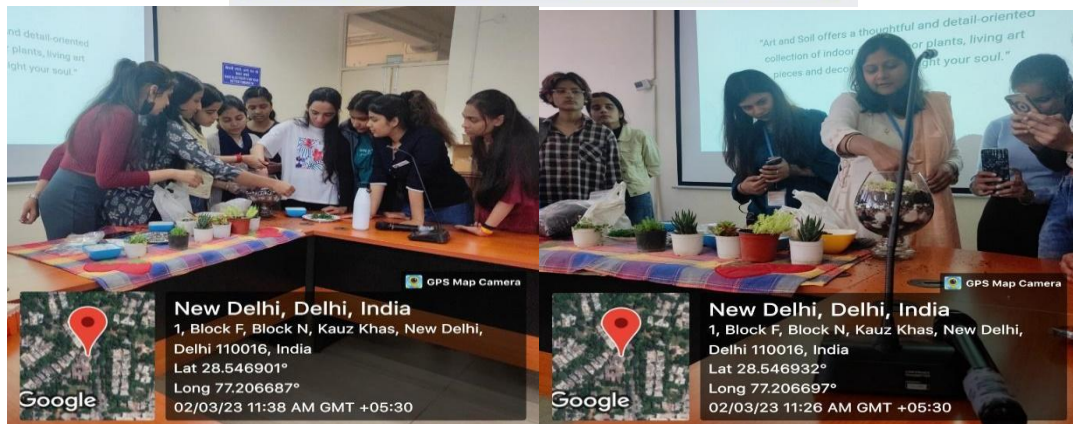 nd detail-oriented
or plants, living art
ight your soul."
GPS Map Camera
New Delhi, Delhi, India
1, Block F, Block N, Kauz Khas, New Delhi,
Delhi 110016, India
Lat 28.546901°
Long 77.206687°
02/03/23 11:38 AM GMT +05:30
Google
"Art and Soil offers a thoughtful and detail-oriented
collection of indoor or plants, living art
pieces and deco ght your soul."
GPS Map Camera
New Delhi, Delhi, India
1, Block F, Block N, Kauz Khas, New Delhi,
Delhi 110016, India
Lat 28.546932°
Long 77.206697°
02/03/23 11:26 AM GMT +05:30
Google